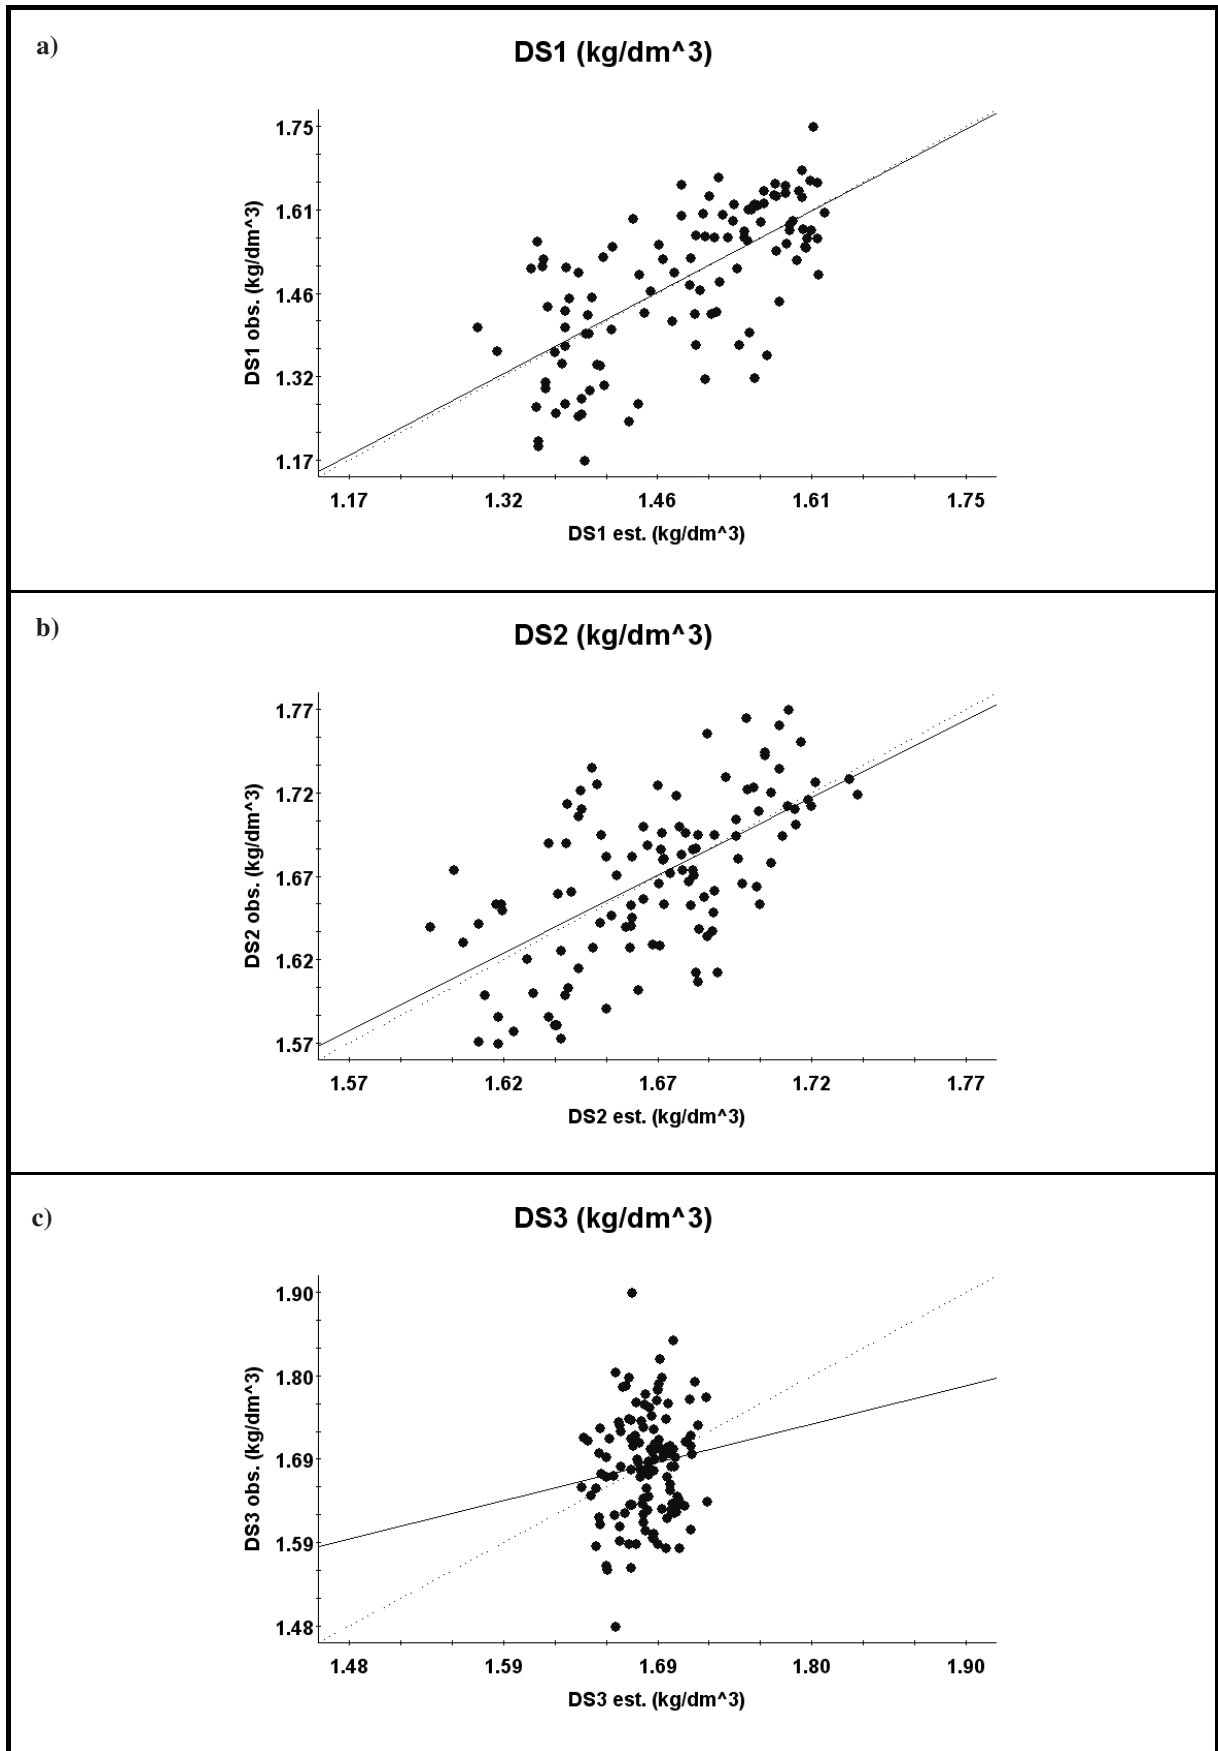 a)
DS1 (kg/dm^3)
1.75
1.61
1.46
1.32
1.17
DS1 obs. (kg/dm^3)
1.17 1.32 1.46 1.61 1.75
DS1 est. (kg/dm^3)
b)
DS2 (kg/dm^3)
1.77
1.72
1.67
1.62
1.57
DS2 obs. (kg/dm^3)
1.57 1.62 1.67 1.72 1.77
DS2 est. (kg/dm^3)
c)
DS3 (kg/dm^3)
1.90
1.80
1.69
1.59
1.48
DS3 obs. (kg/dm^3)
1.48 1.59 1.69 1.80 1.90
DS3 est. (kg/dm^3)